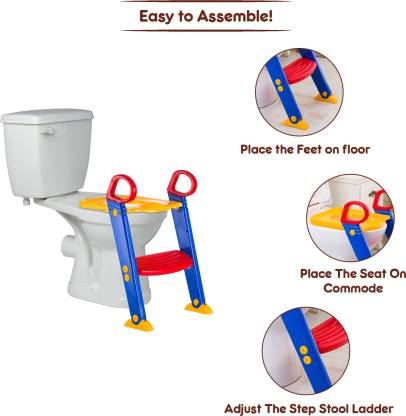 Easy to Assemble!
Place the Feet on floor
Place The Seat On
Commode
Adjust The Step Stool Ladder